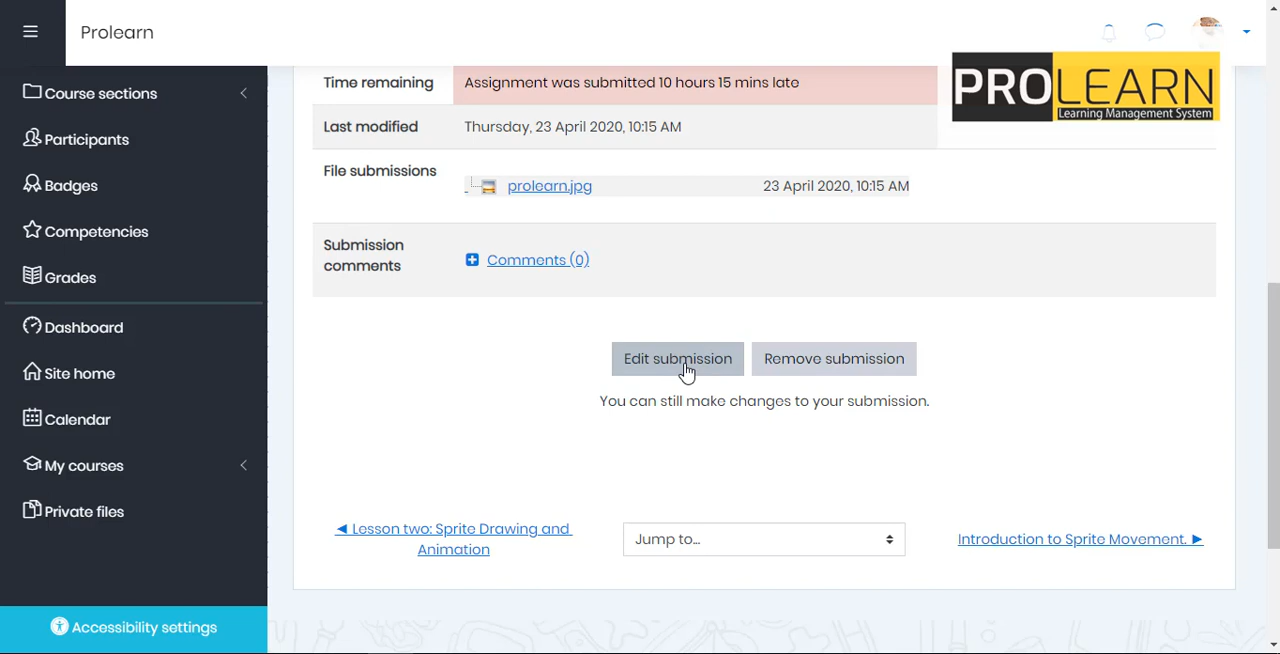 Prolearn
PROLEARN
Learning Management System
Course sections
Participants
Badges
Competencies
Grades
Dashboard
Site home
Calendar
My courses
Private files
Accessibility settings
Time remaining
Assignment was submitted 10 hours 15 mins late
Last modified
Thursday, 23 April 2020, 10:15 AM
File submissions
prolearn.jpg
23 April 2020, 10:15 AM
Submission
comments
Comments (0)
Edit submission
Remove submission
You can still make changes to your submission.
◀ Lesson two: Sprite Drawing and
Animation
Jump to...
Introduction to Sprite Movement. ▶